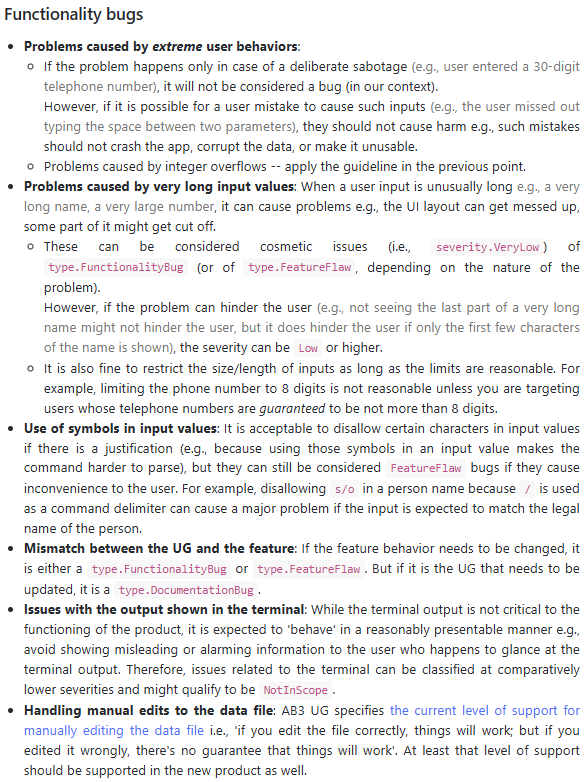 Functionality bugs
Problems caused by extreme user behaviors:
If the problem happens only in case of a deliberate sabotage (e.g., user entered a 30-digit
telephone number), it will not be considered a bug (in our context).
However, if it is possible for a user mistake to cause such inputs (e.g., the user missed out
typing the space between two parameters), they should not cause harm e.g., such mistakes
should not crash the app, corrupt the data, or make it unusable.
Problems caused by integer overflows -- apply the guideline in the previous point.
Problems caused by very long input values: When a user input is unusually long e.g., a very
long name, a very large number, it can cause problems e.g., the UI layout can get messed up,
some part of it might get cut off.
These can be considered cosmetic issues (i.e., severity.VeryLow) of
type.FunctionalityBug (or of type.FeatureFlaw, depending on the nature of the
problem).
However, if the problem can hinder the user (e.g., not seeing the last part of a very long
name might not hinder the user, but it does hinder the user if only the first few characters
of the name is shown), the severity can be Low or higher.
It is also fine to restrict the size/length of inputs as long as the limits are reasonable. For
example, limiting the phone number to 8 digits is not reasonable unless you are targeting
users whose telephone numbers are guaranteed to be not more than 8 digits.
Use of symbols in input values: It is acceptable to disallow certain characters in input values
if there is a justification (e.g., because using those symbols in an input value makes the
command harder to parse), but they can still be considered FeatureFlaw bugs if they cause
inconvenience to the user. For example, disallowing s/o in a person name because / is used
as a command delimiter can cause a major problem if the input is expected to match the legal
name of the person.
Mismatch between the UG and the feature: If the feature behavior needs to be changed, it
is either a type.FunctionalityBug or type.FeatureFlaw. But if it is the UG that needs to be
updated, it is a type.DocumentationBug.
Issues with the output shown in the terminal: While the terminal output is not critical to the
functioning of the product, it is expected to 'behave' in a reasonably presentable manner e.g.,
avoid showing misleading or alarming information to the user who happens to glance at the
terminal output. Therefore, issues related to the terminal can be classified at comparatively
lower severities and might qualify to be NotInScope.
Handling manual edits to the data file: AB3 UG specifies the current level of support for
manually editing the data file i.e., 'if you edit the file correctly, things will work; but if you
edited it wrongly, there's no guarantee that things will work'. At least that level of support
should be supported in the new product as well.